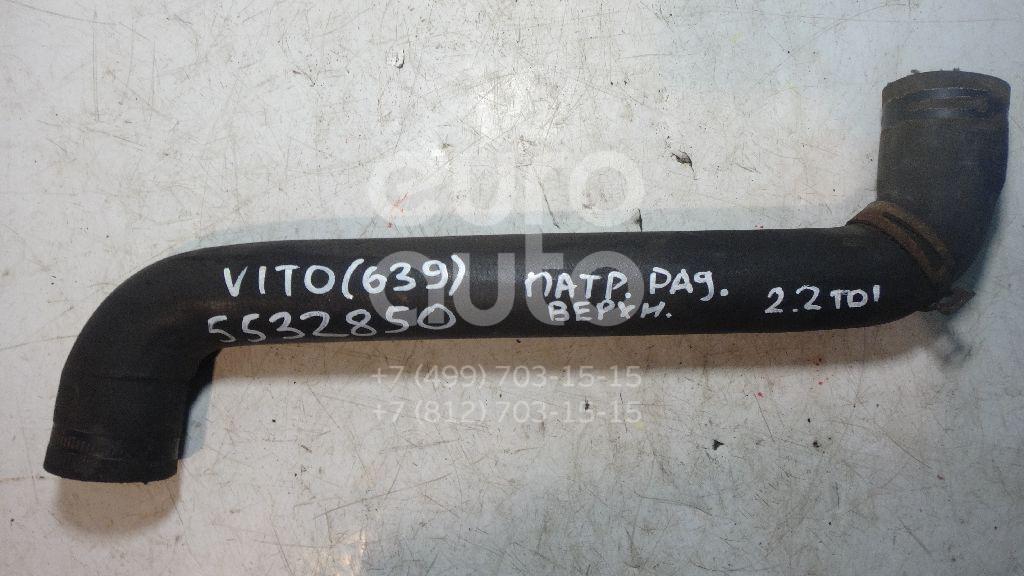 euro
auto
VITO (639)
5532850
ПАТР. РАД.
ВЕРХН.
2.2 TDI
+7 (499) 703-15-15
+7 (812) 703-15-15